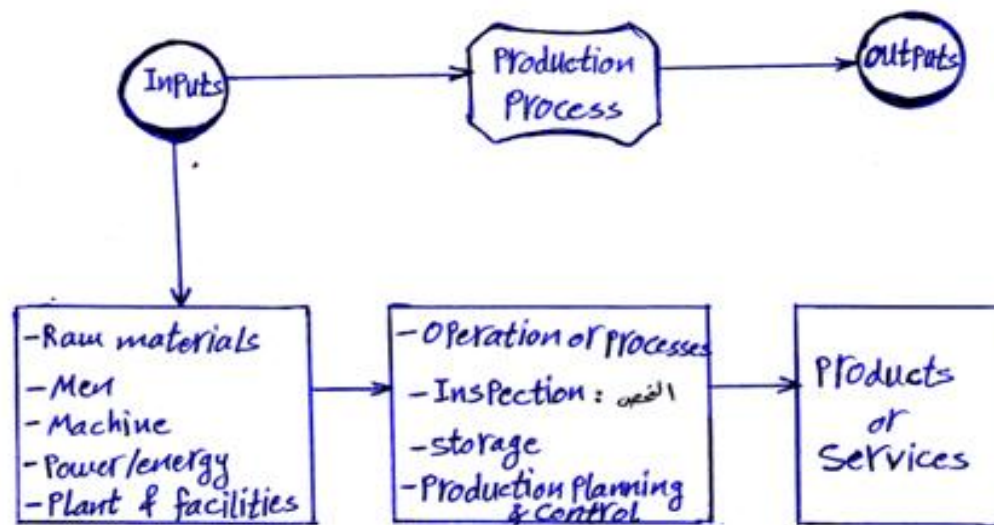 Inputs
Production
Process
outputs
-Raw materials
-Men
-Machine
-Power/energy
-Plant & facilities
-Operation or processes
-Inspection: الفحص
-storage
-Production Planning
& control
Products
or
Services